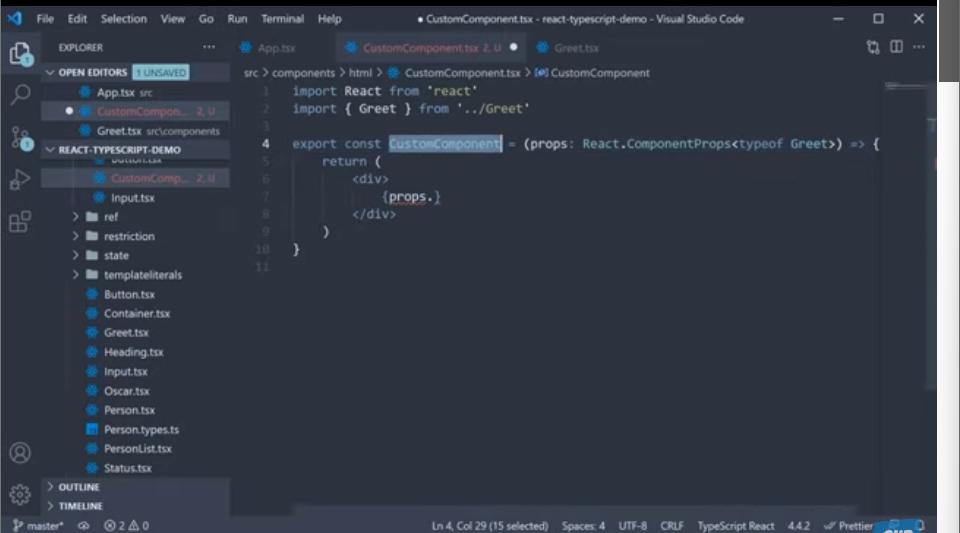 File Edit Selection View Go Run Terminal Help
● CustomComponent.tsx - react-typescript-demo - Visual Studio Code
EXPLORER
App.tsx
CustomComponent.tsx 2, U
Greet.tsx
OPEN EDITORS 1 UNSAVED
src > components > html > CustomComponent.tsx > CustomComponent
App.tsx src
CustomCompon... 2, U
Greet.tsx src\components
REACT-TYPESCRIPT-DEMO
Button.tsx
CustomComp... 2, U
Input.tsx
ref
restriction
state
templateliterals
Button.tsx
Container.tsx
Greet.tsx
Heading.tsx
Input.tsx
Oscar.tsx
Person.tsx
Person.types.ts
PersonList.tsx
Status.tsx
OUTLINE
TIMELINE
1 import React from 'react'
2 import { Greet } from '../Greet'
3
4 export const CustomComponent = (props: React.ComponentProps<typeof Greet>) => {
5 return (
6 <div>
7 {props.}
8 </div>
9 )
10 }
11
master* 2 0
Ln 4, Col 29 (15 selected) Spaces: 4 UTF-8 CRLF TypeScript React 4.4.2 Prettier